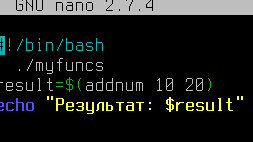 GNU nano 2.7.4
#!/bin/bash
./myfuncs
result=$(addnum 10 20)
echo "Результат: $result"